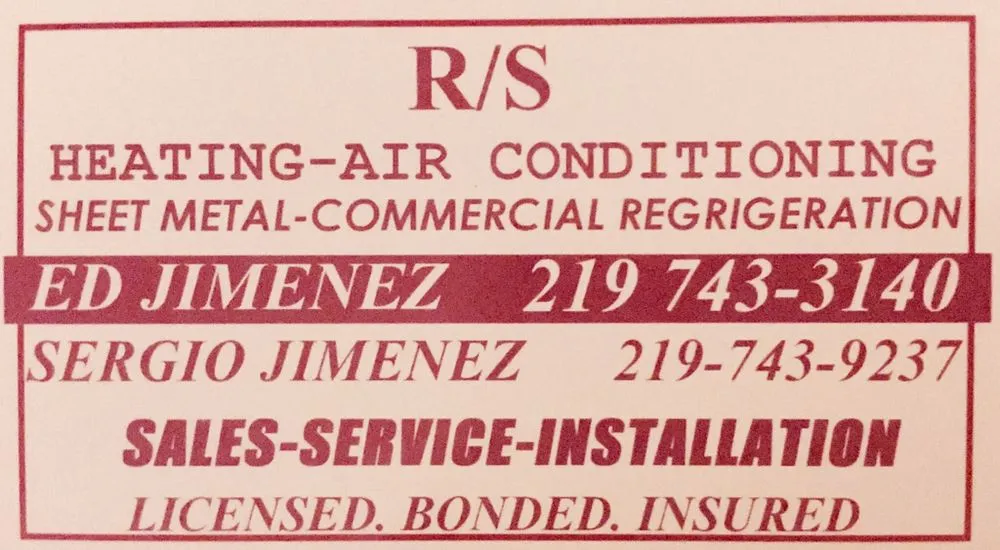 R/S
HEATING-AIR CONDITIONING
SHEET METAL-COMMERCIAL REGRIGERATION
ED JIMENEZ 219 743-3140
SERGIO JIMENEZ 219-743-9237
SALES-SERVICE-INSTALLATION
LICENSED. BONDED. INSURED